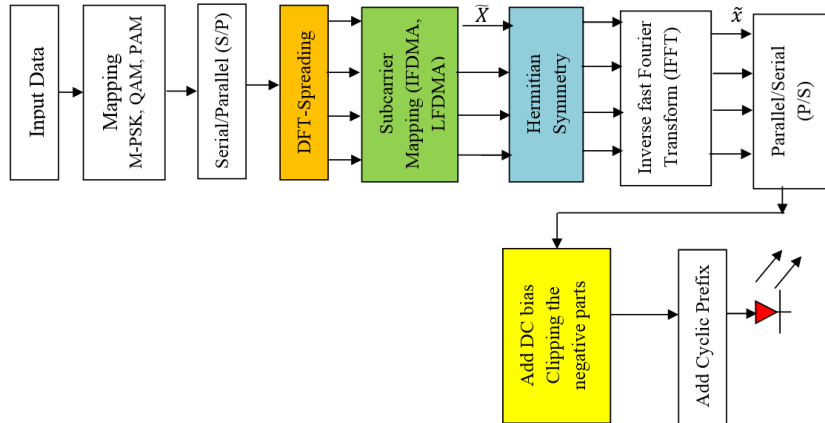 Input Data
Mapping
M-PSK, QAM, PAM
Serial/Parallel (S/P)
DFT-Spreading
Subcarrier
Mapping (IFDMA,
LFDMA)
X̃
Hermitian
Symmetry
Inverse fast Fourier
Transform (IFFT)
x̃
Parallel/Serial
(P/S)
Add DC bias
Clipping the
negative parts
Add Cyclic Prefix